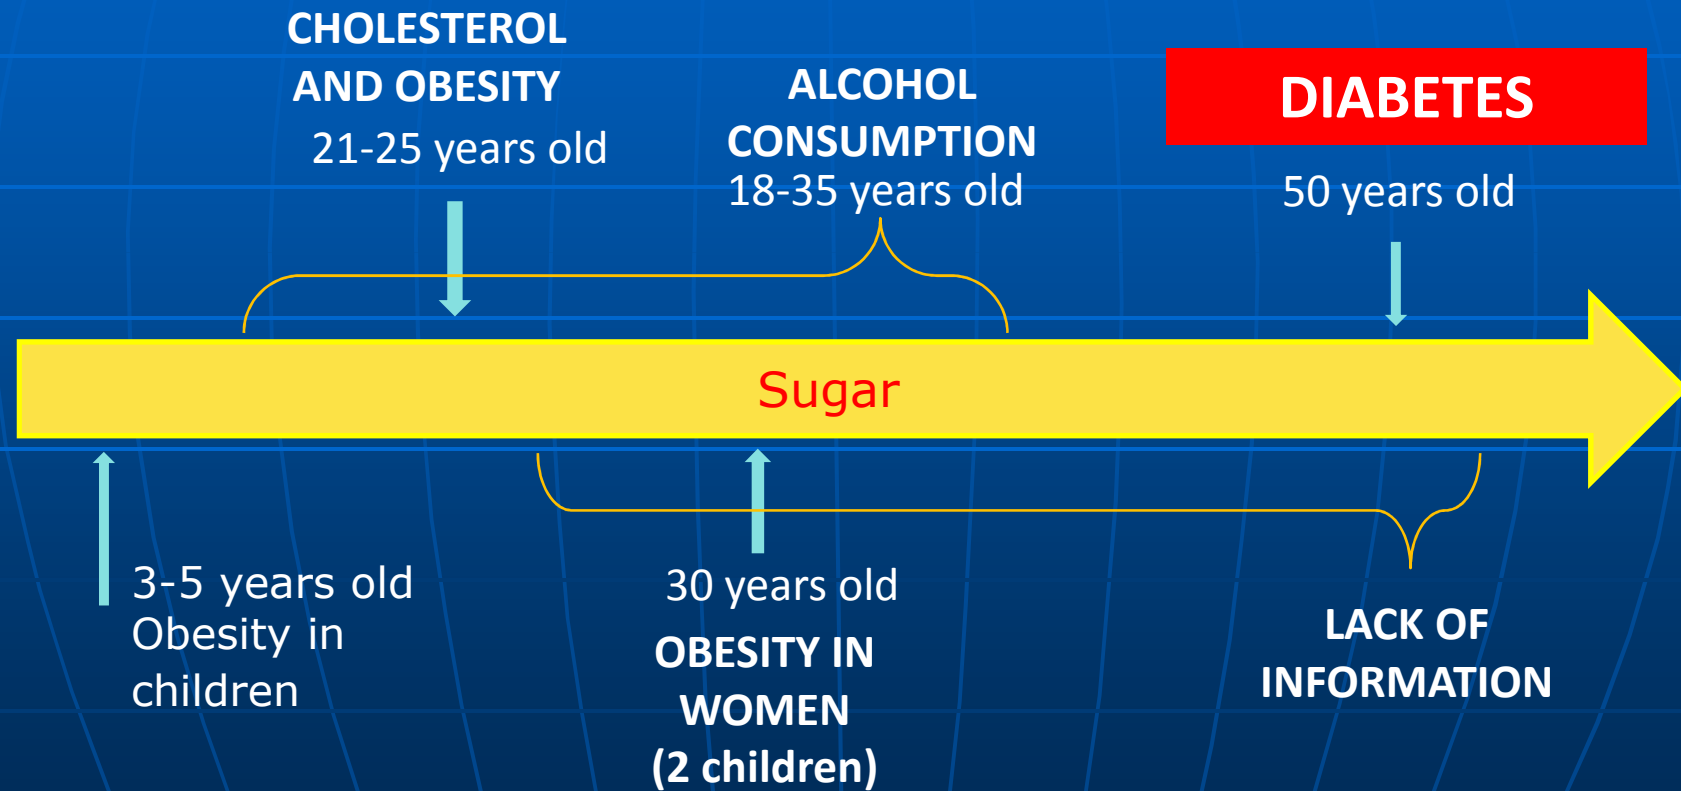 CHOLESTEROL
AND OBESITY
21-25 years old
ALCOHOL
CONSUMPTION
18-35 years old
DIABETES
50 years old
Sugar
3-5 years old
Obesity in
children
30 years old
OBESITY IN
WOMEN
(2 children)
LACK OF
INFORMATION